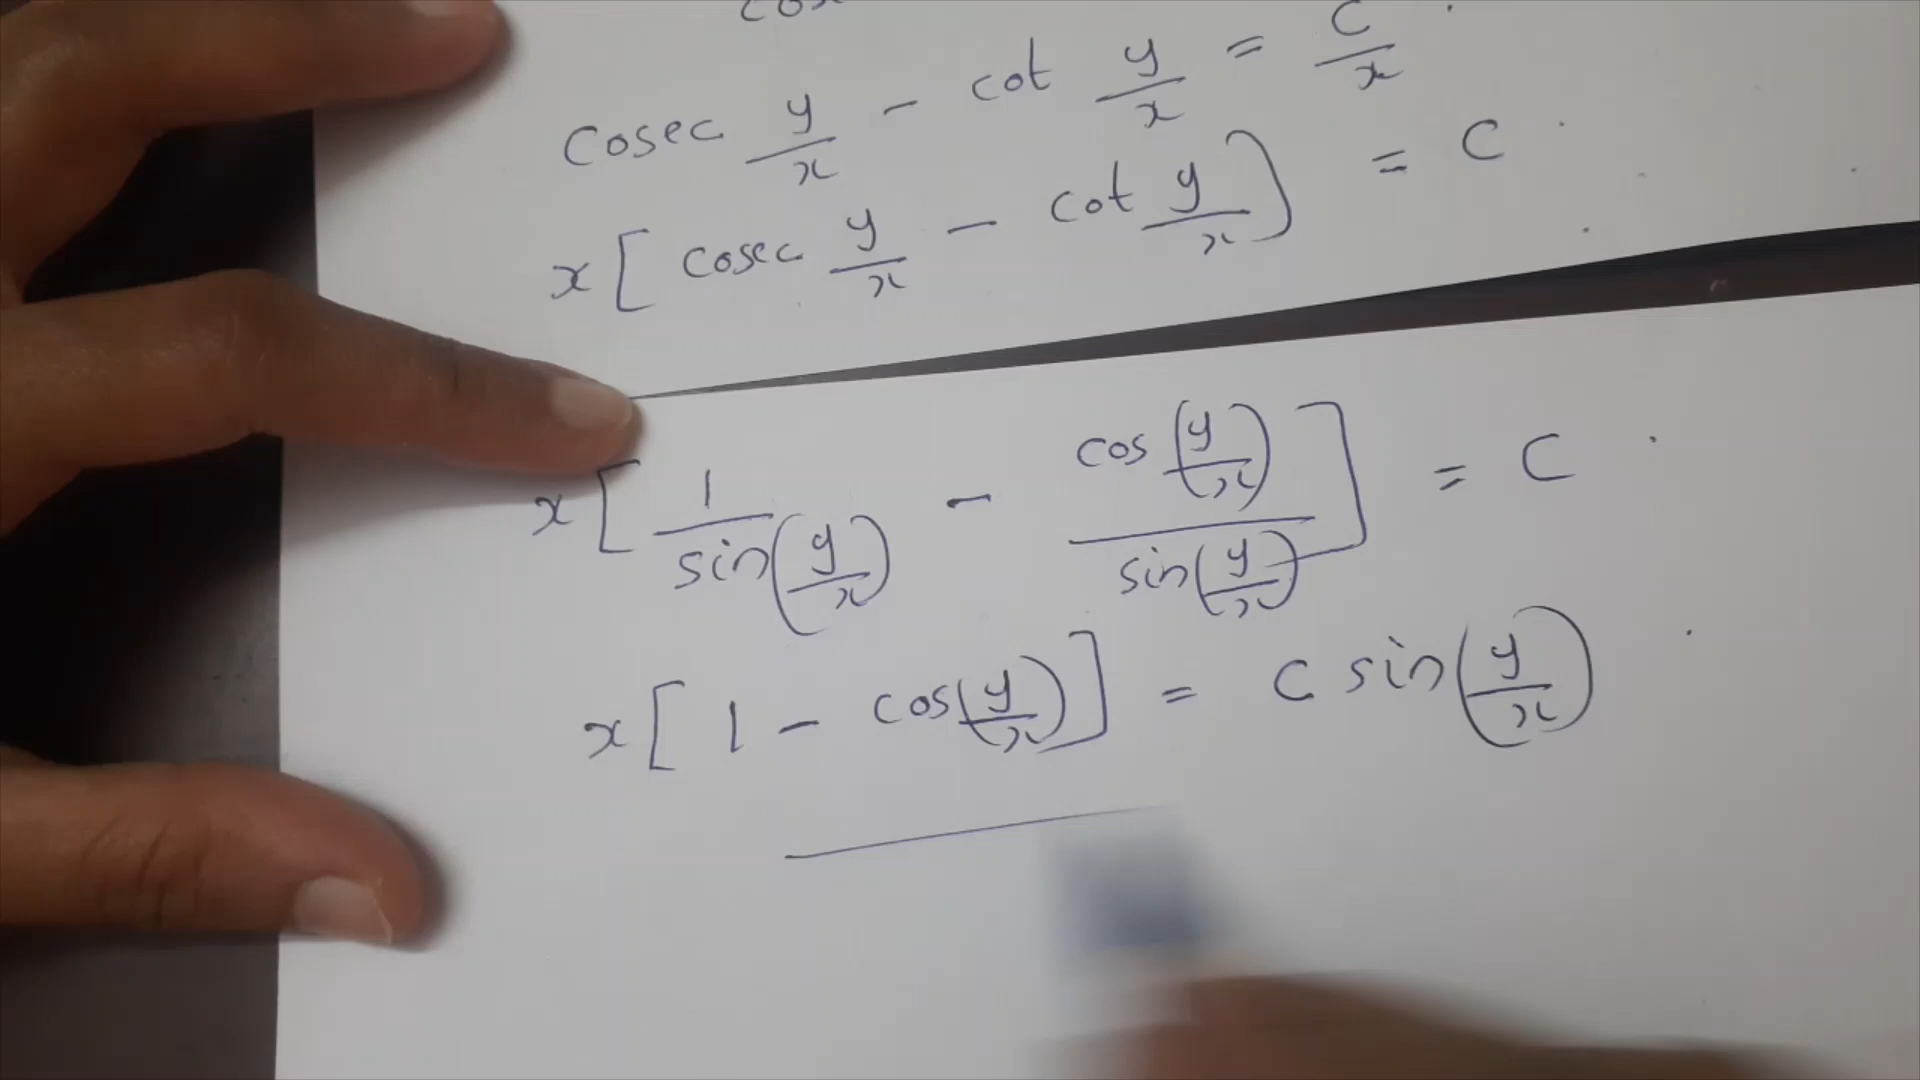 cosec y/x - cot y/x = C/x
x[cosec y/x - cot y/x] = C
x[1/sin(y/x) - cos(y/x)/sin(y/x)] = C
x[1 - cos(y/x)] = C sin(y/x)